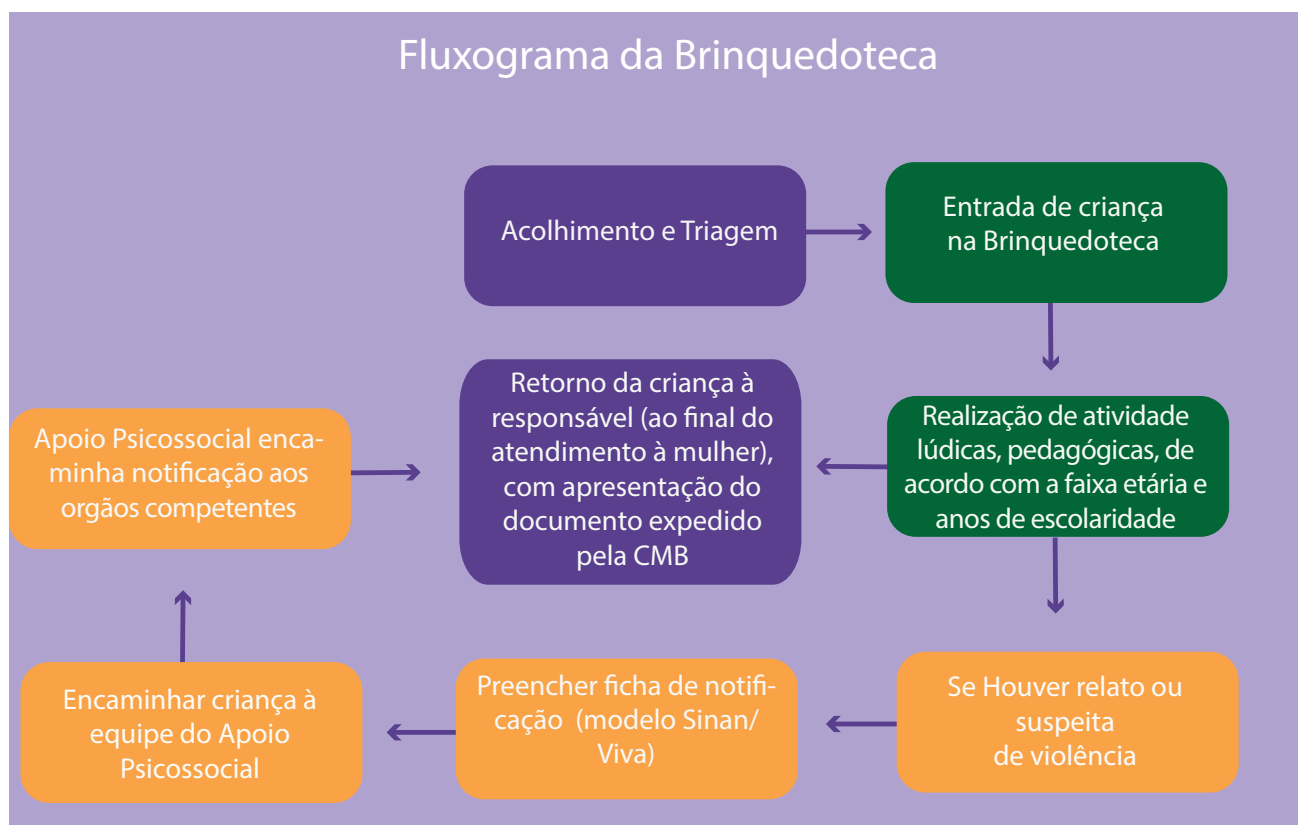 Fluxograma da Brinquedoteca
Acolhimento e Triagem
Entrada de criança
na Brinquedoteca
Realização de atividade
lúdicas, pedagógicas, de
acordo com a faixa etária e
anos de escolaridade
Retorno da criança à
responsável (ao final do
atendimento à mulher),
com apresentação do
documento expedido
pela CMB
Se Houver relato ou
suspeita
de violência
Preencher ficha de notifi-
cação (modelo Sinan/
Viva)
Encaminhar criança à
equipe do Apoio
Psicossocial
Apoio Psicossocial enca-
minha notificação aos
orgãos competentes